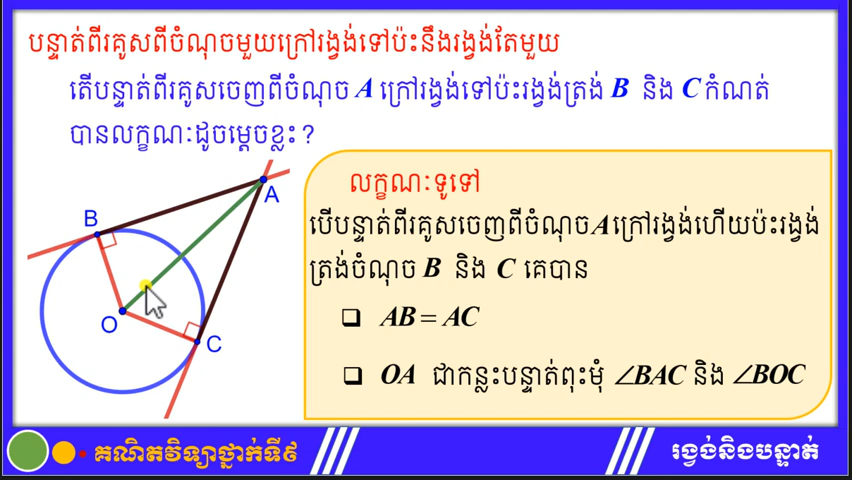 បន្ទាត់ពីរគូសពីចំណុចមួយក្រៅរង្វង់ទៅប៉ះនឹងរង្វង់តែមួយ
តើបន្ទាត់ពីរគូសចេញពីចំណុច A ក្រៅរង្វង់ទៅប៉ះរង្វង់ត្រង់ B និង C កំណត់
បានលក្ខណៈដូចម្ដេចខ្លះ?
លក្ខណៈទូទៅ
បើបន្ទាត់ពីរគូសចេញពីចំណុច A ក្រៅរង្វង់ហើយប៉ះរង្វង់
ត្រង់ចំណុច B និង C គេបាន
❑ AB = AC
❑ OA ជាកន្លះបន្ទាត់ពុះមុំ ∠BAC និង ∠BOC
A
B
O
C
គណិតវិទ្យាថ្នាក់ទី៩
រង្វង់និងបន្ទាត់